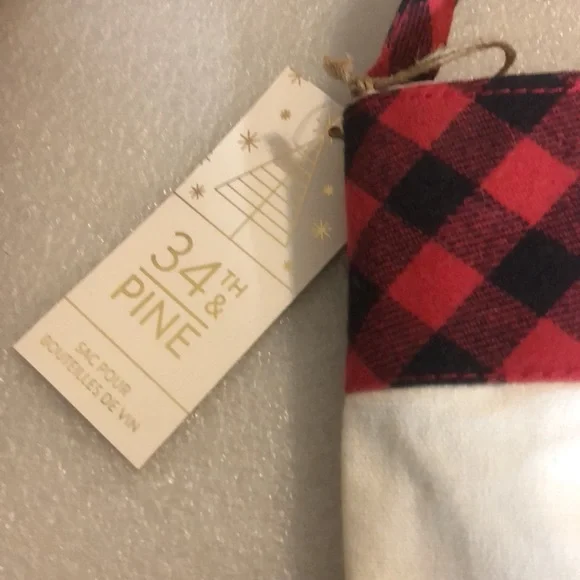 34TH
&
PINE
SAC POUR
BOUTEILLES DE VIN